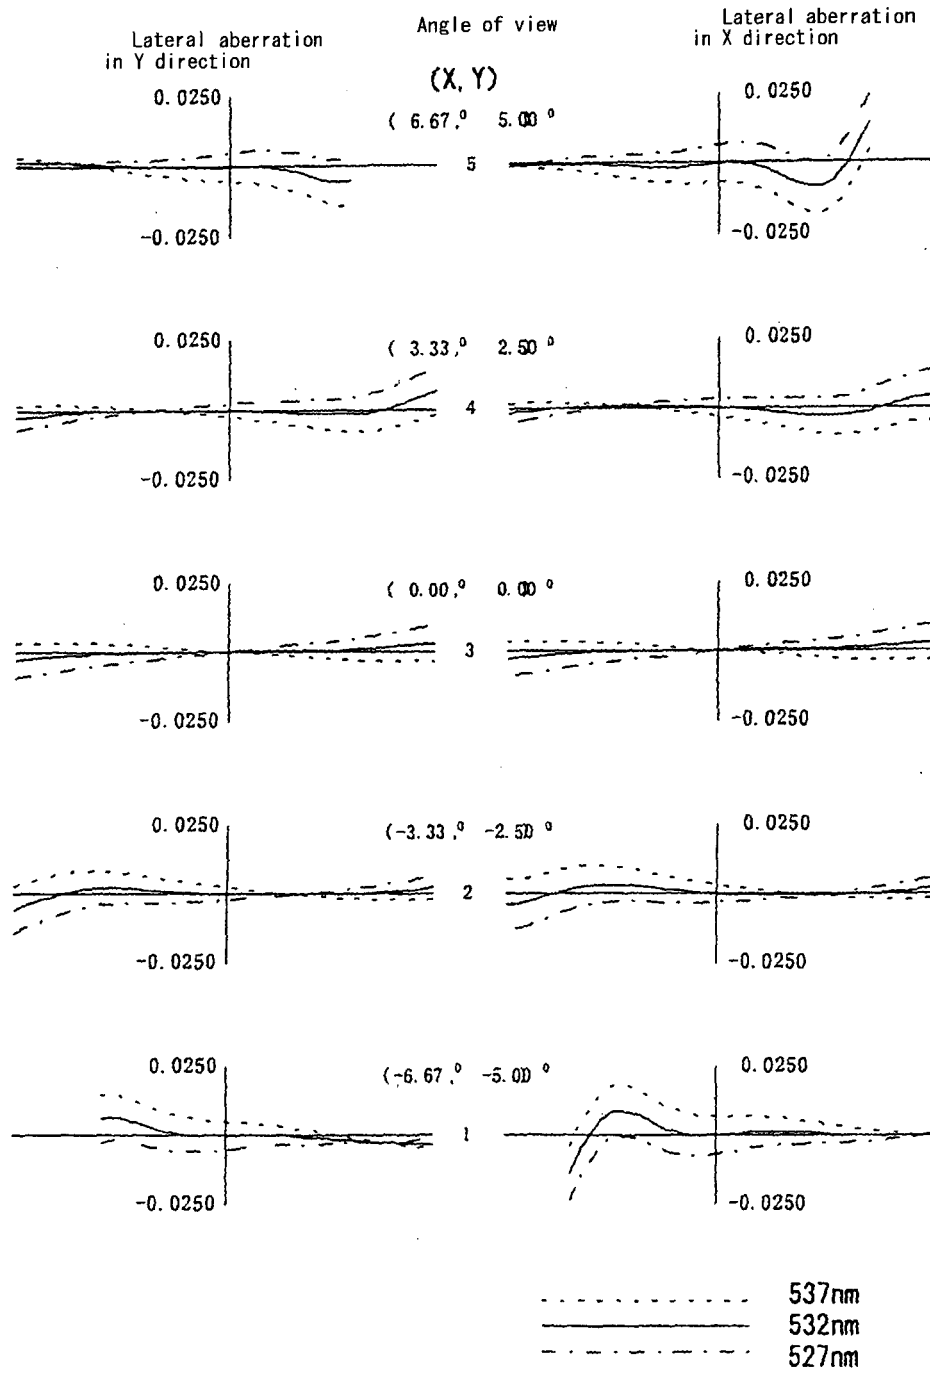 Lateral aberration
in Y direction
Angle of view
Lateral aberration
in X direction
(X, Y)
0.0250
( 6.67,° 5.00 °
0.0250
5
-0.0250
-0.0250
0.0250
( 3.33,° 2.50 °
0.0250
4
-0.0250
-0.0250
0.0250
( 0.00,° 0.00 °
0.0250
3
-0.0250
-0.0250
0.0250
(-3.33,° -2.50 °
0.0250
2
-0.0250
-0.0250
0.0250
(-6.67,° -5.00 °
0.0250
1
-0.0250
-0.0250
537nm
532nm
527nm